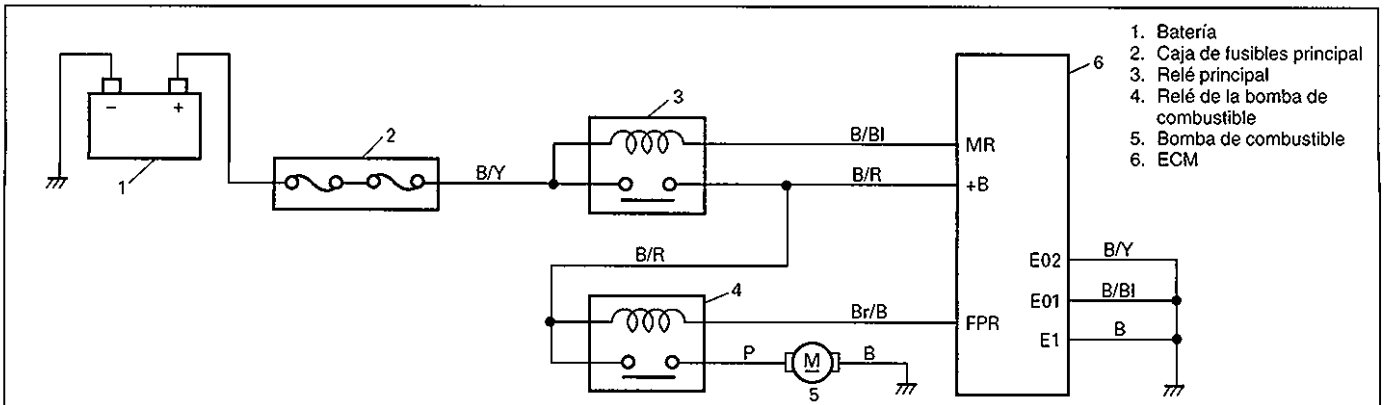 1. Batería
2. Caja de fusibles principal
3. Relé principal
4. Relé de la bomba de
combustible
5. Bomba de combustible
6. ECM
− +
1
2
B/Y
3
B/Bl
B/R
B/R
4
Br/B
P
M
B
5
6
MR
+B
FPR
E02
E01
E1
B/Y
B/Bl
B